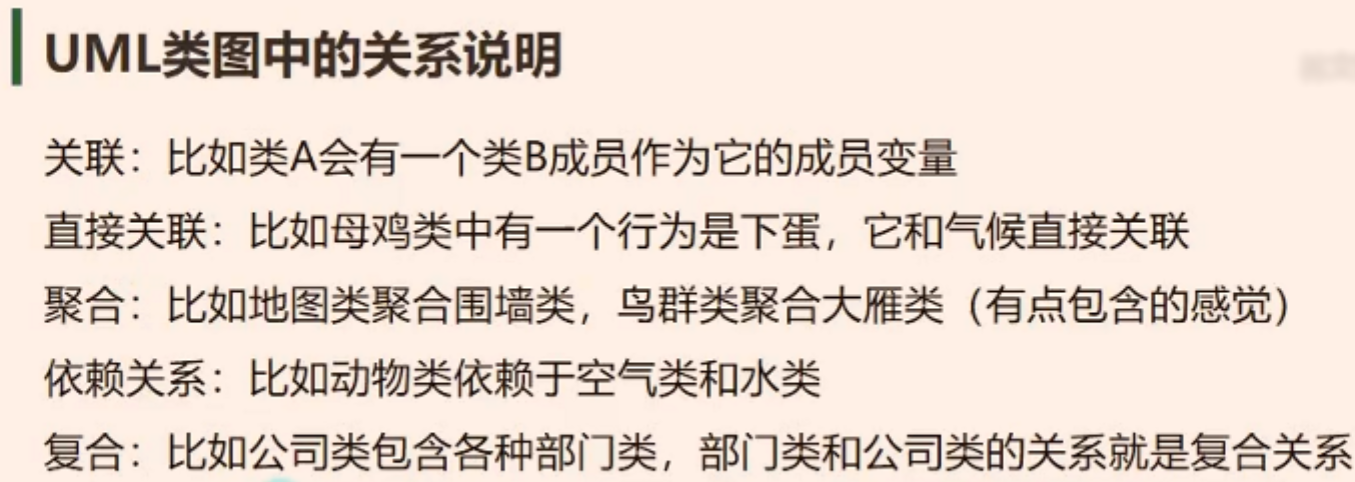 UML类图中的关系说明
关联：比如类A会有一个类B成员作为它的成员变量
直接关联：比如母鸡类中有一个行为是下蛋，它和气候直接关联
聚合：比如地图类聚合围墙类，鸟群类聚合大雁类（有点包含的感觉）
依赖关系：比如动物类依赖于空气类和水类
复合：比如公司类包含各种部门类，部门类和公司类的关系就是复合关系